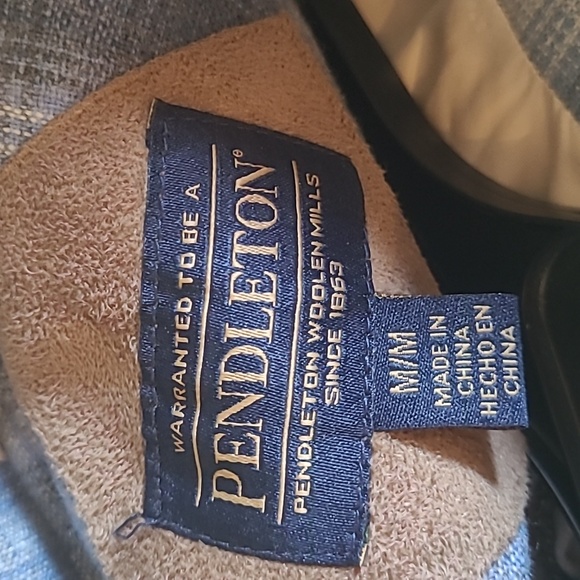 WARRANTED TO BE A
PENDLETON®
PENDLETON WOOLEN MILLS
SINCE 1863
M/M
MADE IN
CHINA
HECHO EN
CHINA